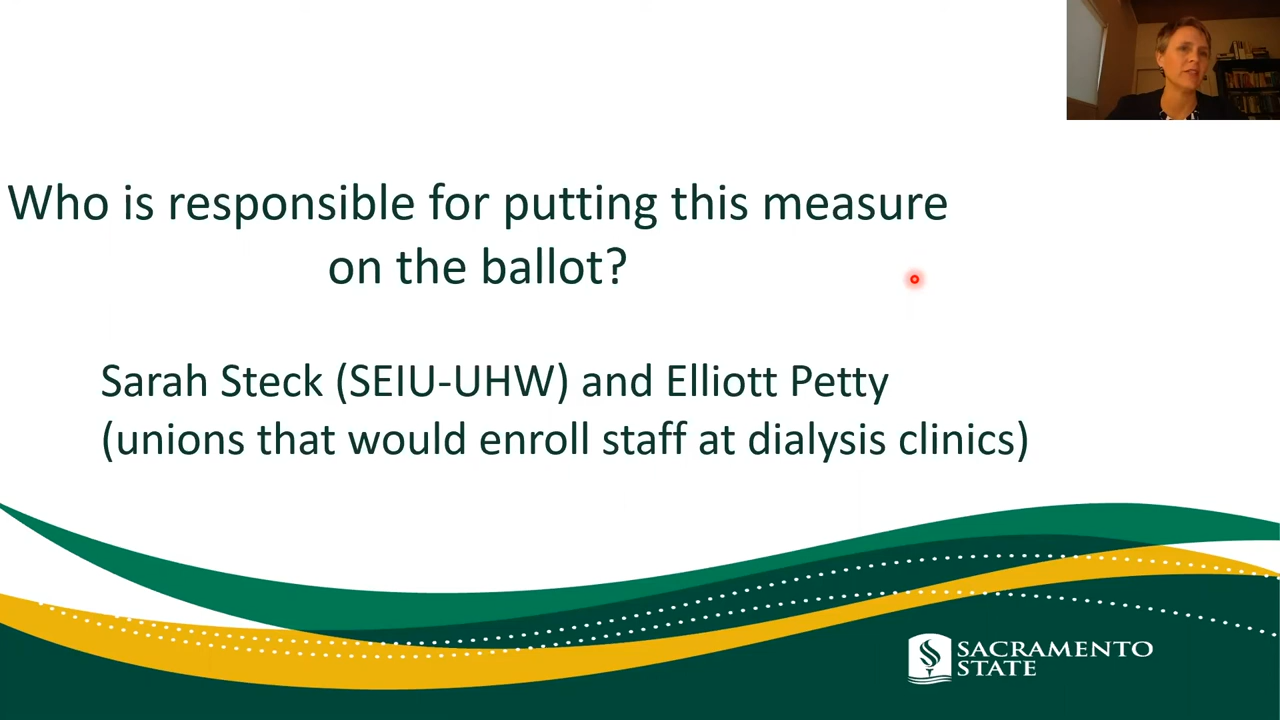 Who is responsible for putting this measure
on the ballot?
Sarah Steck (SEIU-UHW) and Elliott Petty
(unions that would enroll staff at dialysis clinics)
SACRAMENTO
STATE